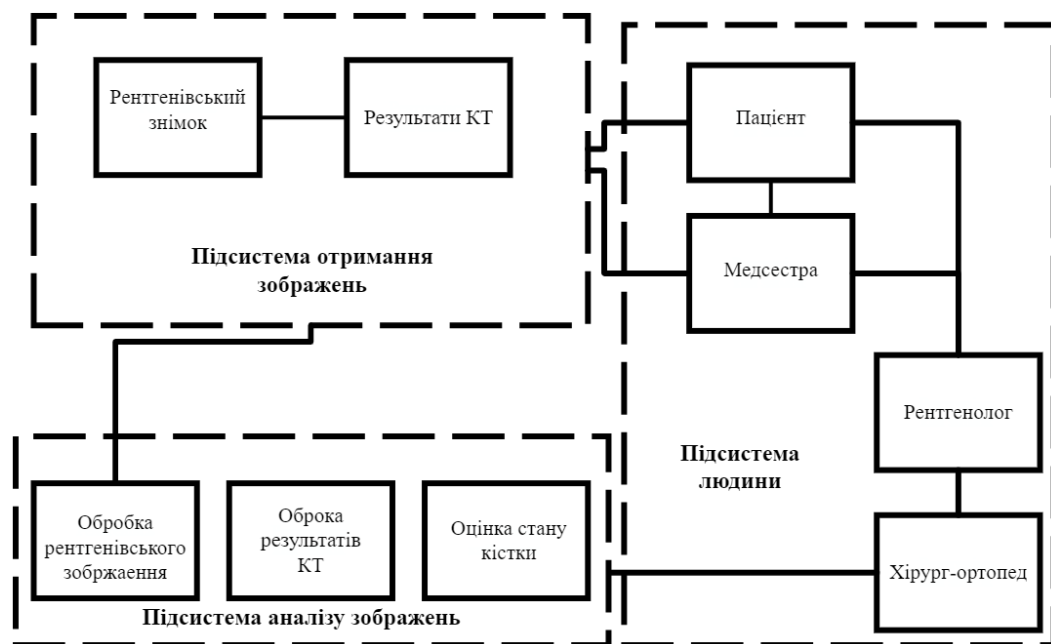 Рентгенівський
знімок
Результати КТ
Підсистема отримання
зображень
Пацієнт
Медсестра
Рентгенолог
Підсистема
людини
Хірург-ортопед
Обробка
рентгенівського
зобржаення
Оброка
результатів
КТ
Оцінка стану
кістки
Підсистема аналізу зображень